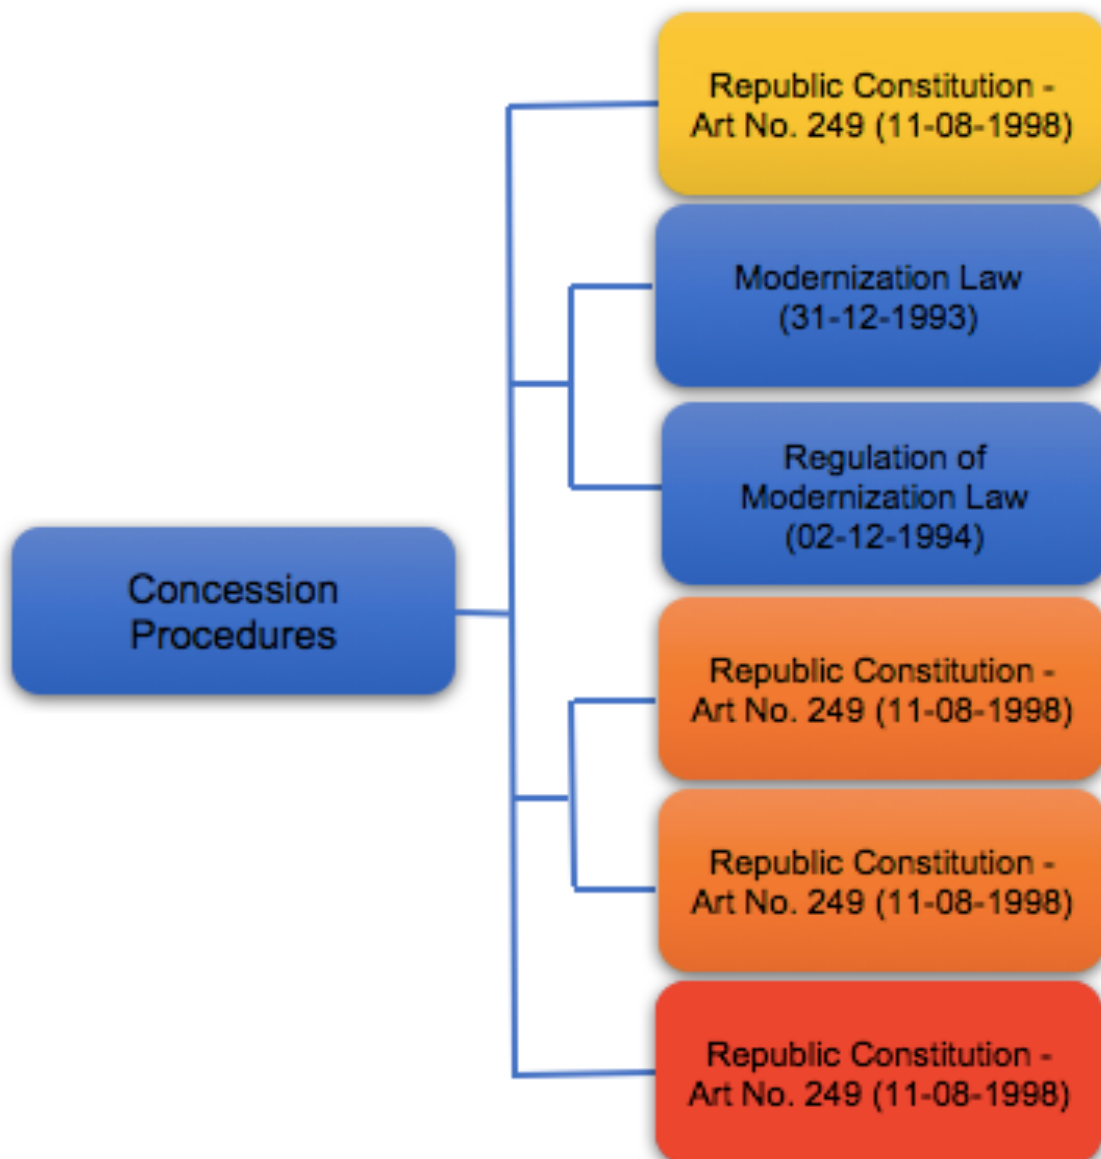 Republic Constitution -
Art No. 249 (11-08-1998)
Modernization Law
(31-12-1993)
Regulation of
Modernization Law
(02-12-1994)
Concession
Procedures
Republic Constitution -
Art No. 249 (11-08-1998)
Republic Constitution -
Art No. 249 (11-08-1998)
Republic Constitution -
Art No. 249 (11-08-1998)